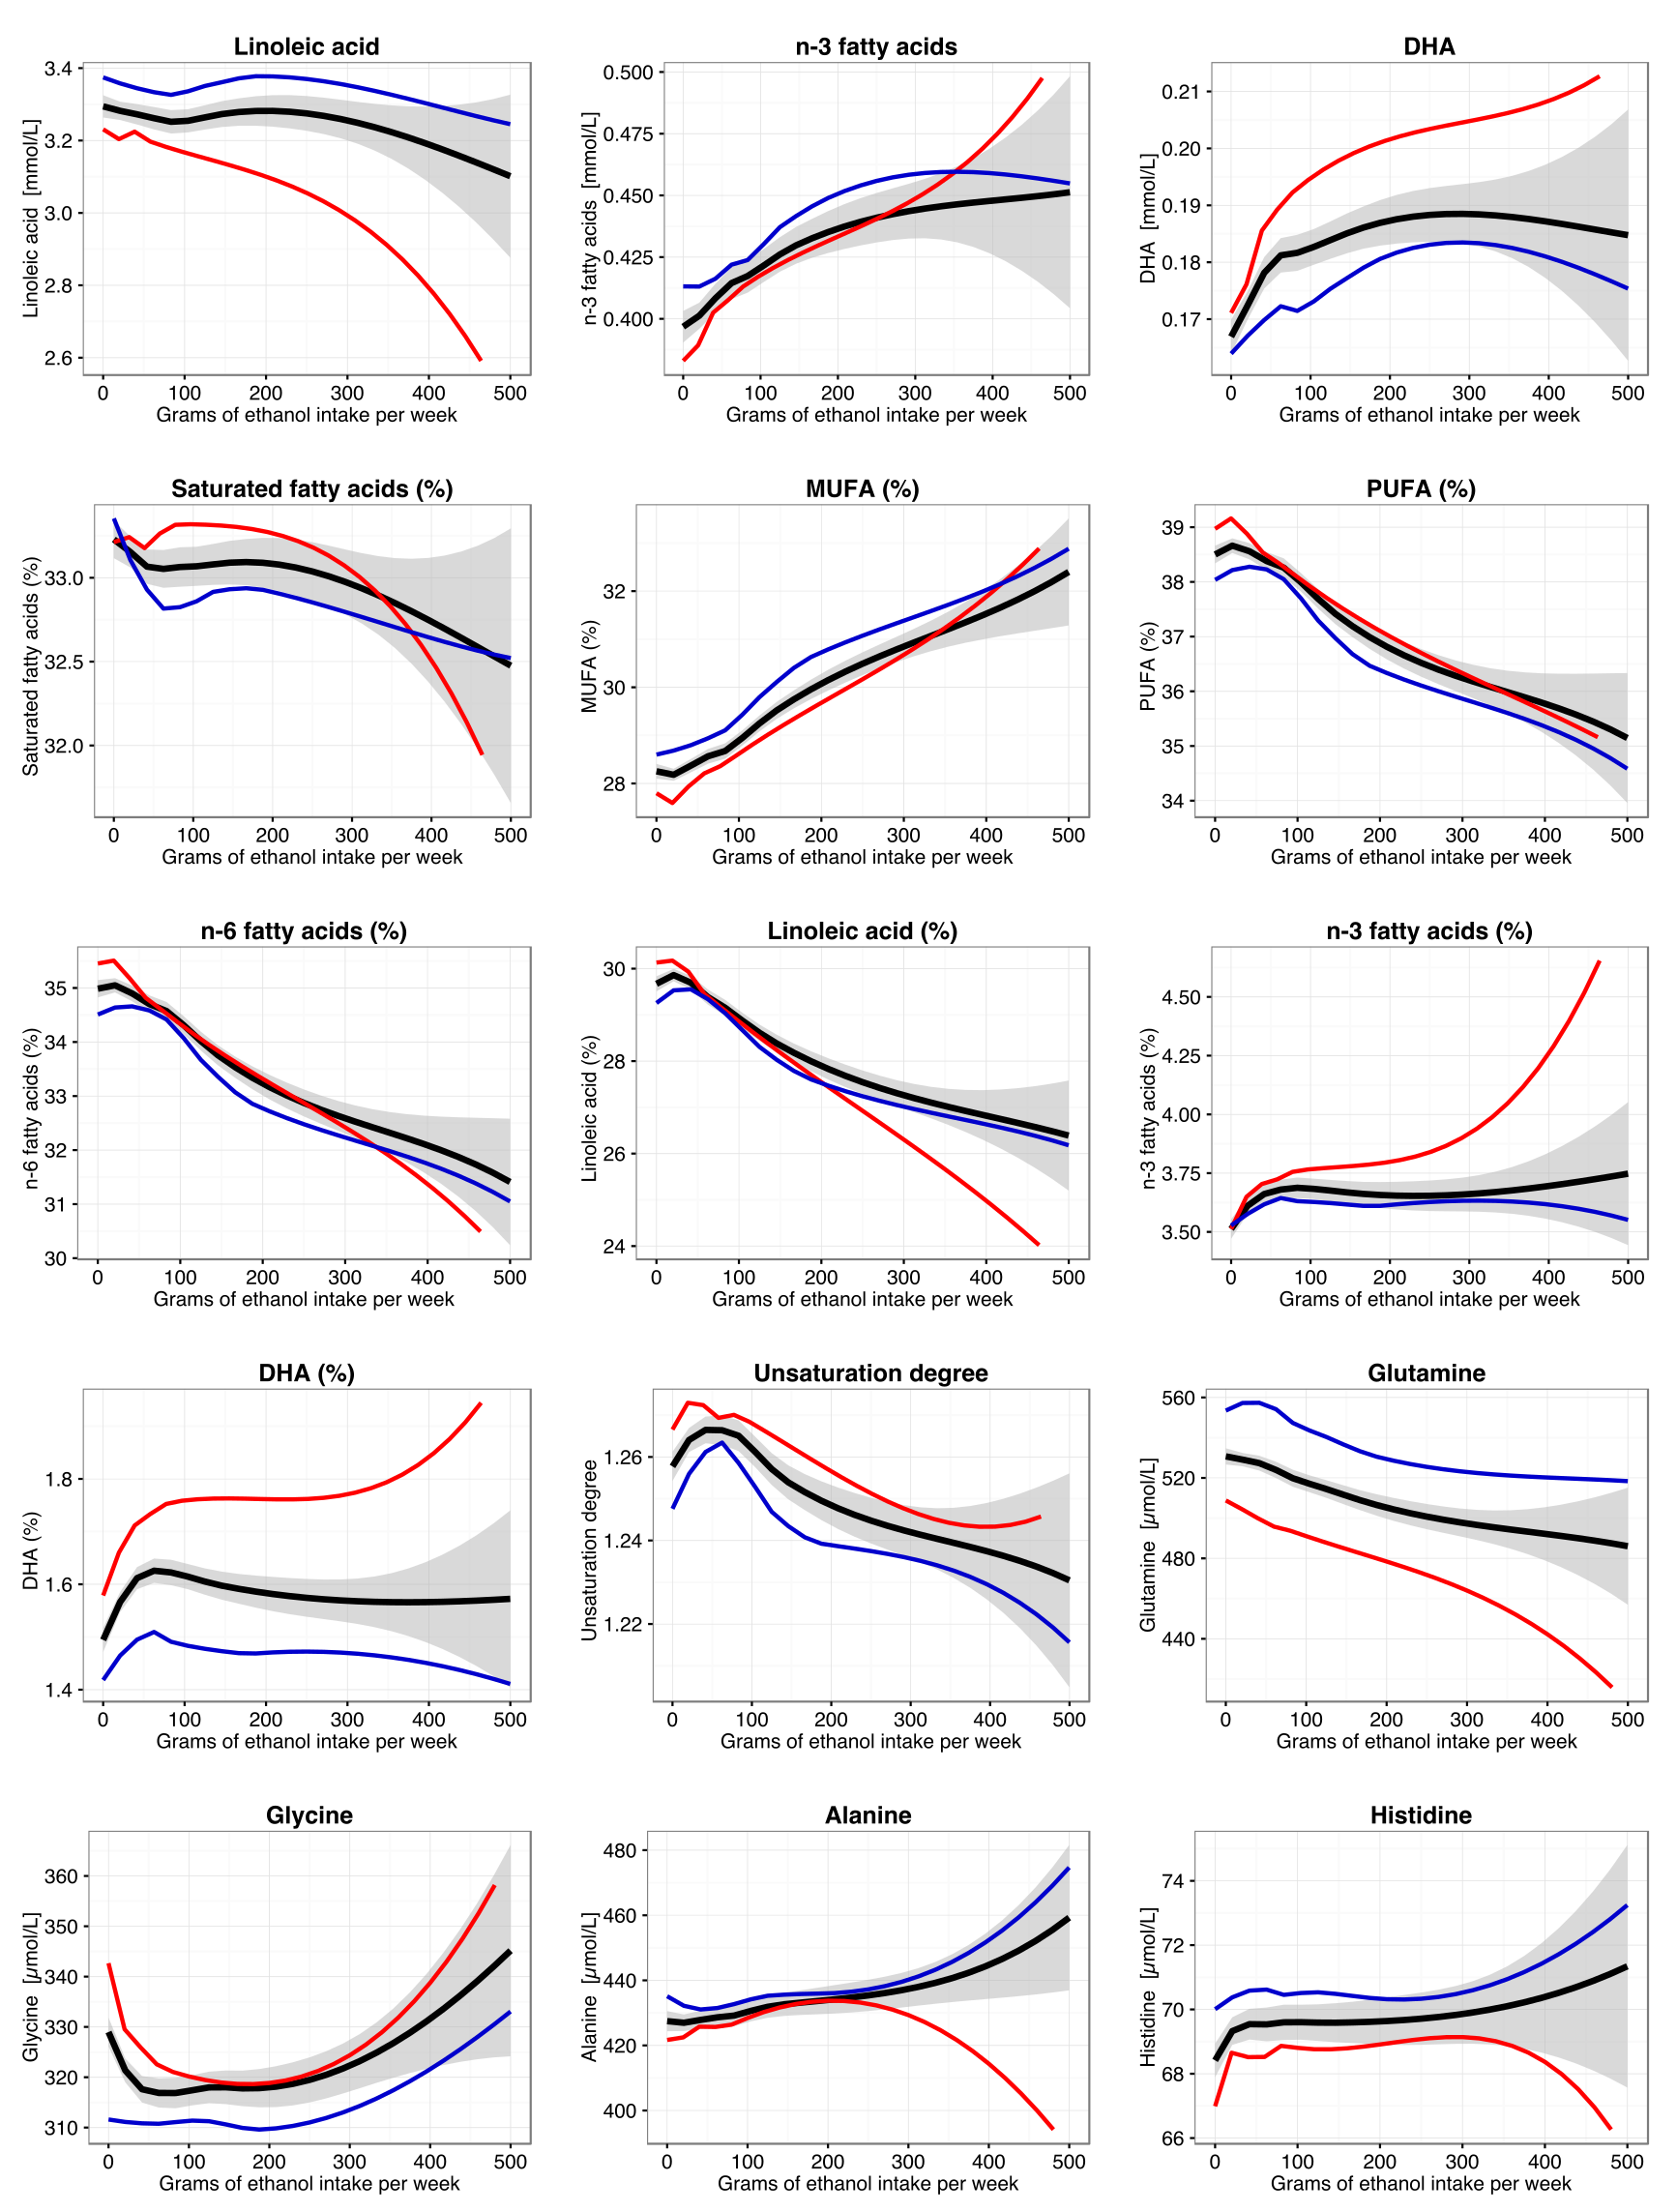 Linoleic acid
Linoleic acid [mmol/L]
3.4
3.2
3.0
2.8
2.6
0 100 200 300 400 500
Grams of ethanol intake per week
n-3 fatty acids
n-3 fatty acids [mmol/L]
0.500
0.475
0.450
0.425
0.400
0 100 200 300 400 500
Grams of ethanol intake per week
DHA
DHA [mmol/L]
0.21
0.20
0.19
0.18
0.17
0 100 200 300 400 500
Grams of ethanol intake per week
Saturated fatty acids (%)
Saturated fatty acids (%)
33.0
32.5
32.0
0 100 200 300 400 500
Grams of ethanol intake per week
MUFA (%)
MUFA (%)
32
30
28
0 100 200 300 400 500
Grams of ethanol intake per week
PUFA (%)
PUFA (%)
39
38
37
36
35
34
0 100 200 300 400 500
Grams of ethanol intake per week
n-6 fatty acids (%)
n-6 fatty acids (%)
35
34
33
32
31
30
0 100 200 300 400 500
Grams of ethanol intake per week
Linoleic acid (%)
Linoleic acid (%)
30
28
26
24
0 100 200 300 400 500
Grams of ethanol intake per week
n-3 fatty acids (%)
n-3 fatty acids (%)
4.50
4.25
4.00
3.75
3.50
0 100 200 300 400 500
Grams of ethanol intake per week
DHA (%)
DHA (%)
1.8
1.6
1.4
0 100 200 300 400 500
Grams of ethanol intake per week
Unsaturation degree
Unsaturation degree
1.26
1.24
1.22
0 100 200 300 400 500
Grams of ethanol intake per week
Glutamine
Glutamine [µmol/L]
560
520
480
440
0 100 200 300 400 500
Grams of ethanol intake per week
Glycine
Glycine [µmol/L]
360
350
340
330
320
310
0 100 200 300 400 500
Grams of ethanol intake per week
Alanine
Alanine [µmol/L]
480
460
440
420
400
0 100 200 300 400 500
Grams of ethanol intake per week
Histidine
Histidine [µmol/L]
74
72
70
68
66
0 100 200 300 400 500
Grams of ethanol intake per week